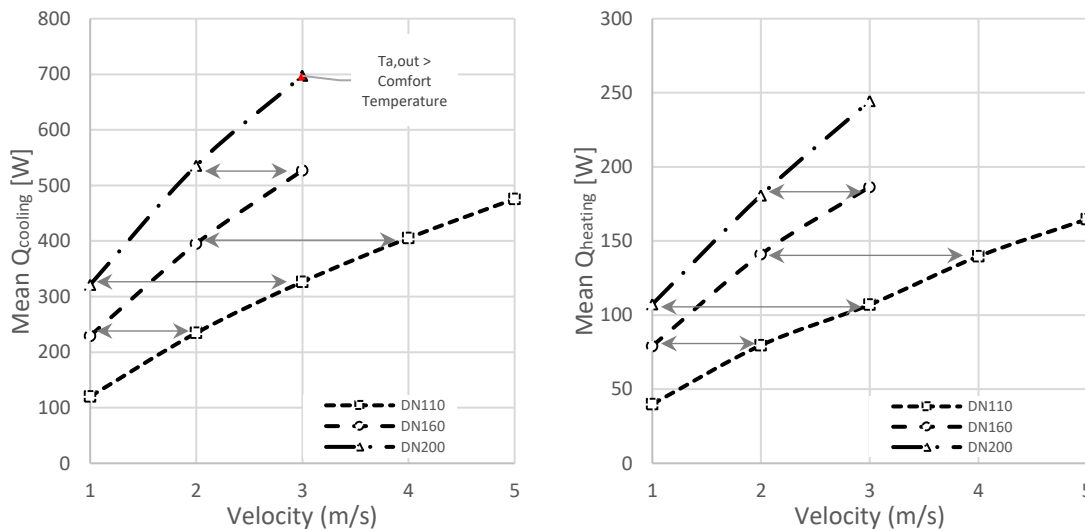 Mean Qcooling [W]
800
700
600
500
400
300
200
100
0
Ta,out >
Comfort
Temperature
DN110
DN160
DN200
1 2 3 4 5
Velocity (m/s)
Mean Qheating [W]
300
250
200
150
100
50
0
DN110
DN160
DN200
1 2 3 4 5
Velocity (m/s)